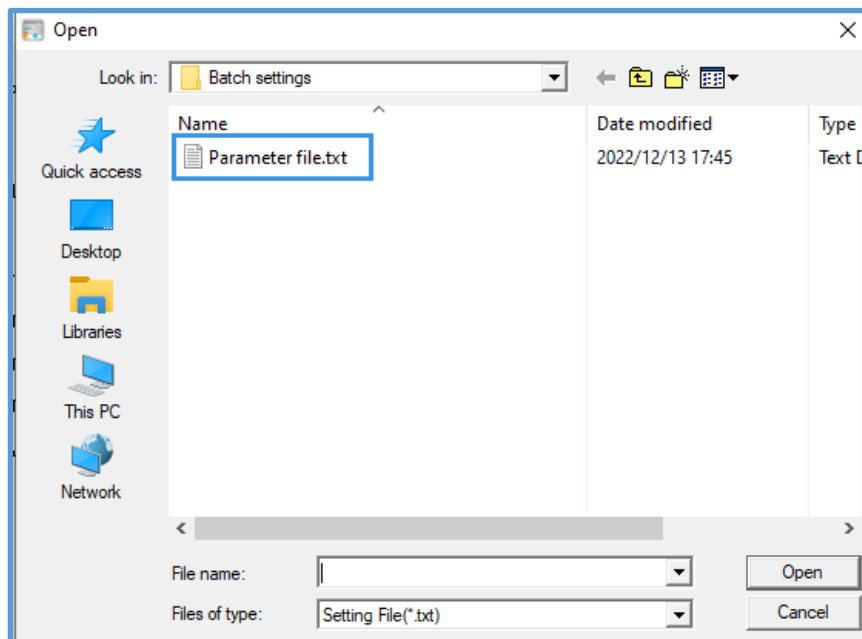 Open
Look in: Batch settings
Name Date modified Type
Parameter file.txt 2022/12/13 17:45 Text D
Quick access
Desktop
Libraries
This PC
Network
File name: Open
Files of type: Setting File(*.txt) Cancel